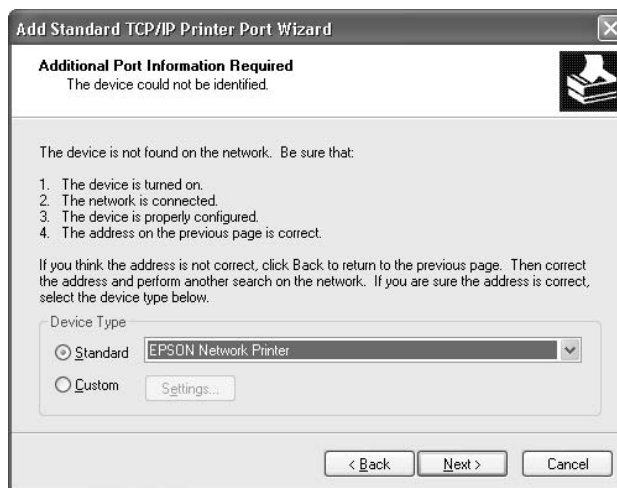 Add Standard TCP/IP Printer Port Wizard
Additional Port Information Required
The device could not be identified.
The device is not found on the network. Be sure that:
1. The device is turned on.
2. The network is connected.
3. The device is properly configured.
4. The address on the previous page is correct.
If you think the address is not correct, click Back to return to the previous page. Then correct
the address and perform another search on the network. If you are sure the address is correct,
select the device type below.
Device Type
Standard EPSON Network Printer
Custom Settings...
< Back Next > Cancel